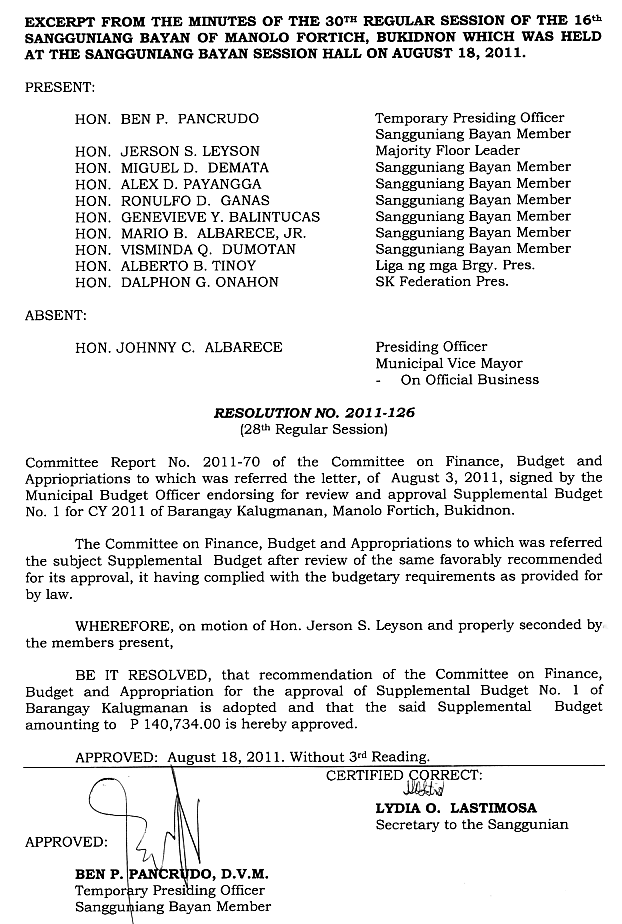 EXCERPT FROM THE MINUTES OF THE 30TH REGULAR SESSION OF THE 16th
SANGGUNIANG BAYAN OF MANOLO FORTICH, BUKIDNON WHICH WAS HELD
AT THE SANGGUNIANG BAYAN SESSION HALL ON AUGUST 18, 2011.
PRESENT:
HON. BEN P. PANCRUDO Temporary Presiding Officer
Sangguniang Bayan Member
HON. JERSON S. LEYSON Majority Floor Leader
HON. MIGUEL D. DEMATA Sangguniang Bayan Member
HON. ALEX D. PAYANGGA Sangguniang Bayan Member
HON. RONULFO D. GANAS Sangguniang Bayan Member
HON. GENEVIEVE Y. BALINTUCAS Sangguniang Bayan Member
HON. MARIO B. ALBARECE, JR. Sangguniang Bayan Member
HON. VISMINDA Q. DUMOTAN Sangguniang Bayan Member
HON. ALBERTO B. TINOY Liga ng mga Brgy. Pres.
HON. DALPHON G. ONAHON SK Federation Pres.
ABSENT:
HON. JOHNNY C. ALBARECE Presiding Officer
Municipal Vice Mayor
- On Official Business
RESOLUTION NO. 2011-126
(28th Regular Session)
Committee Report No. 2011-70 of the Committee on Finance, Budget and
Appriopriations to which was referred the letter, of August 3, 2011, signed by the
Municipal Budget Officer endorsing for review and approval Supplemental Budget
No. 1 for CY 2011 of Barangay Kalugmanan, Manolo Fortich, Bukidnon.
The Committee on Finance, Budget and Appropriations to which was referred
the subject Supplemental Budget after review of the same favorably recommended
for its approval, it having complied with the budgetary requirements as provided for
by law.
WHEREFORE, on motion of Hon. Jerson S. Leyson and properly seconded by
the members present,
BE IT RESOLVED, that recommendation of the Committee on Finance,
Budget and Appropriation for the approval of Supplemental Budget No. 1 of
Barangay Kalugmanan is adopted and that the said Supplemental Budget
amounting to P 140,734.00 is hereby approved.
APPROVED: August 18, 2011. Without 3rd Reading.
CERTIFIED CORRECT:
LYDIA O. LASTIMOSA
Secretary to the Sanggunian
APPROVED:
BEN P. PANCRUDO, D.V.M.
Temporary Presiding Officer
Sangguniang Bayan Member